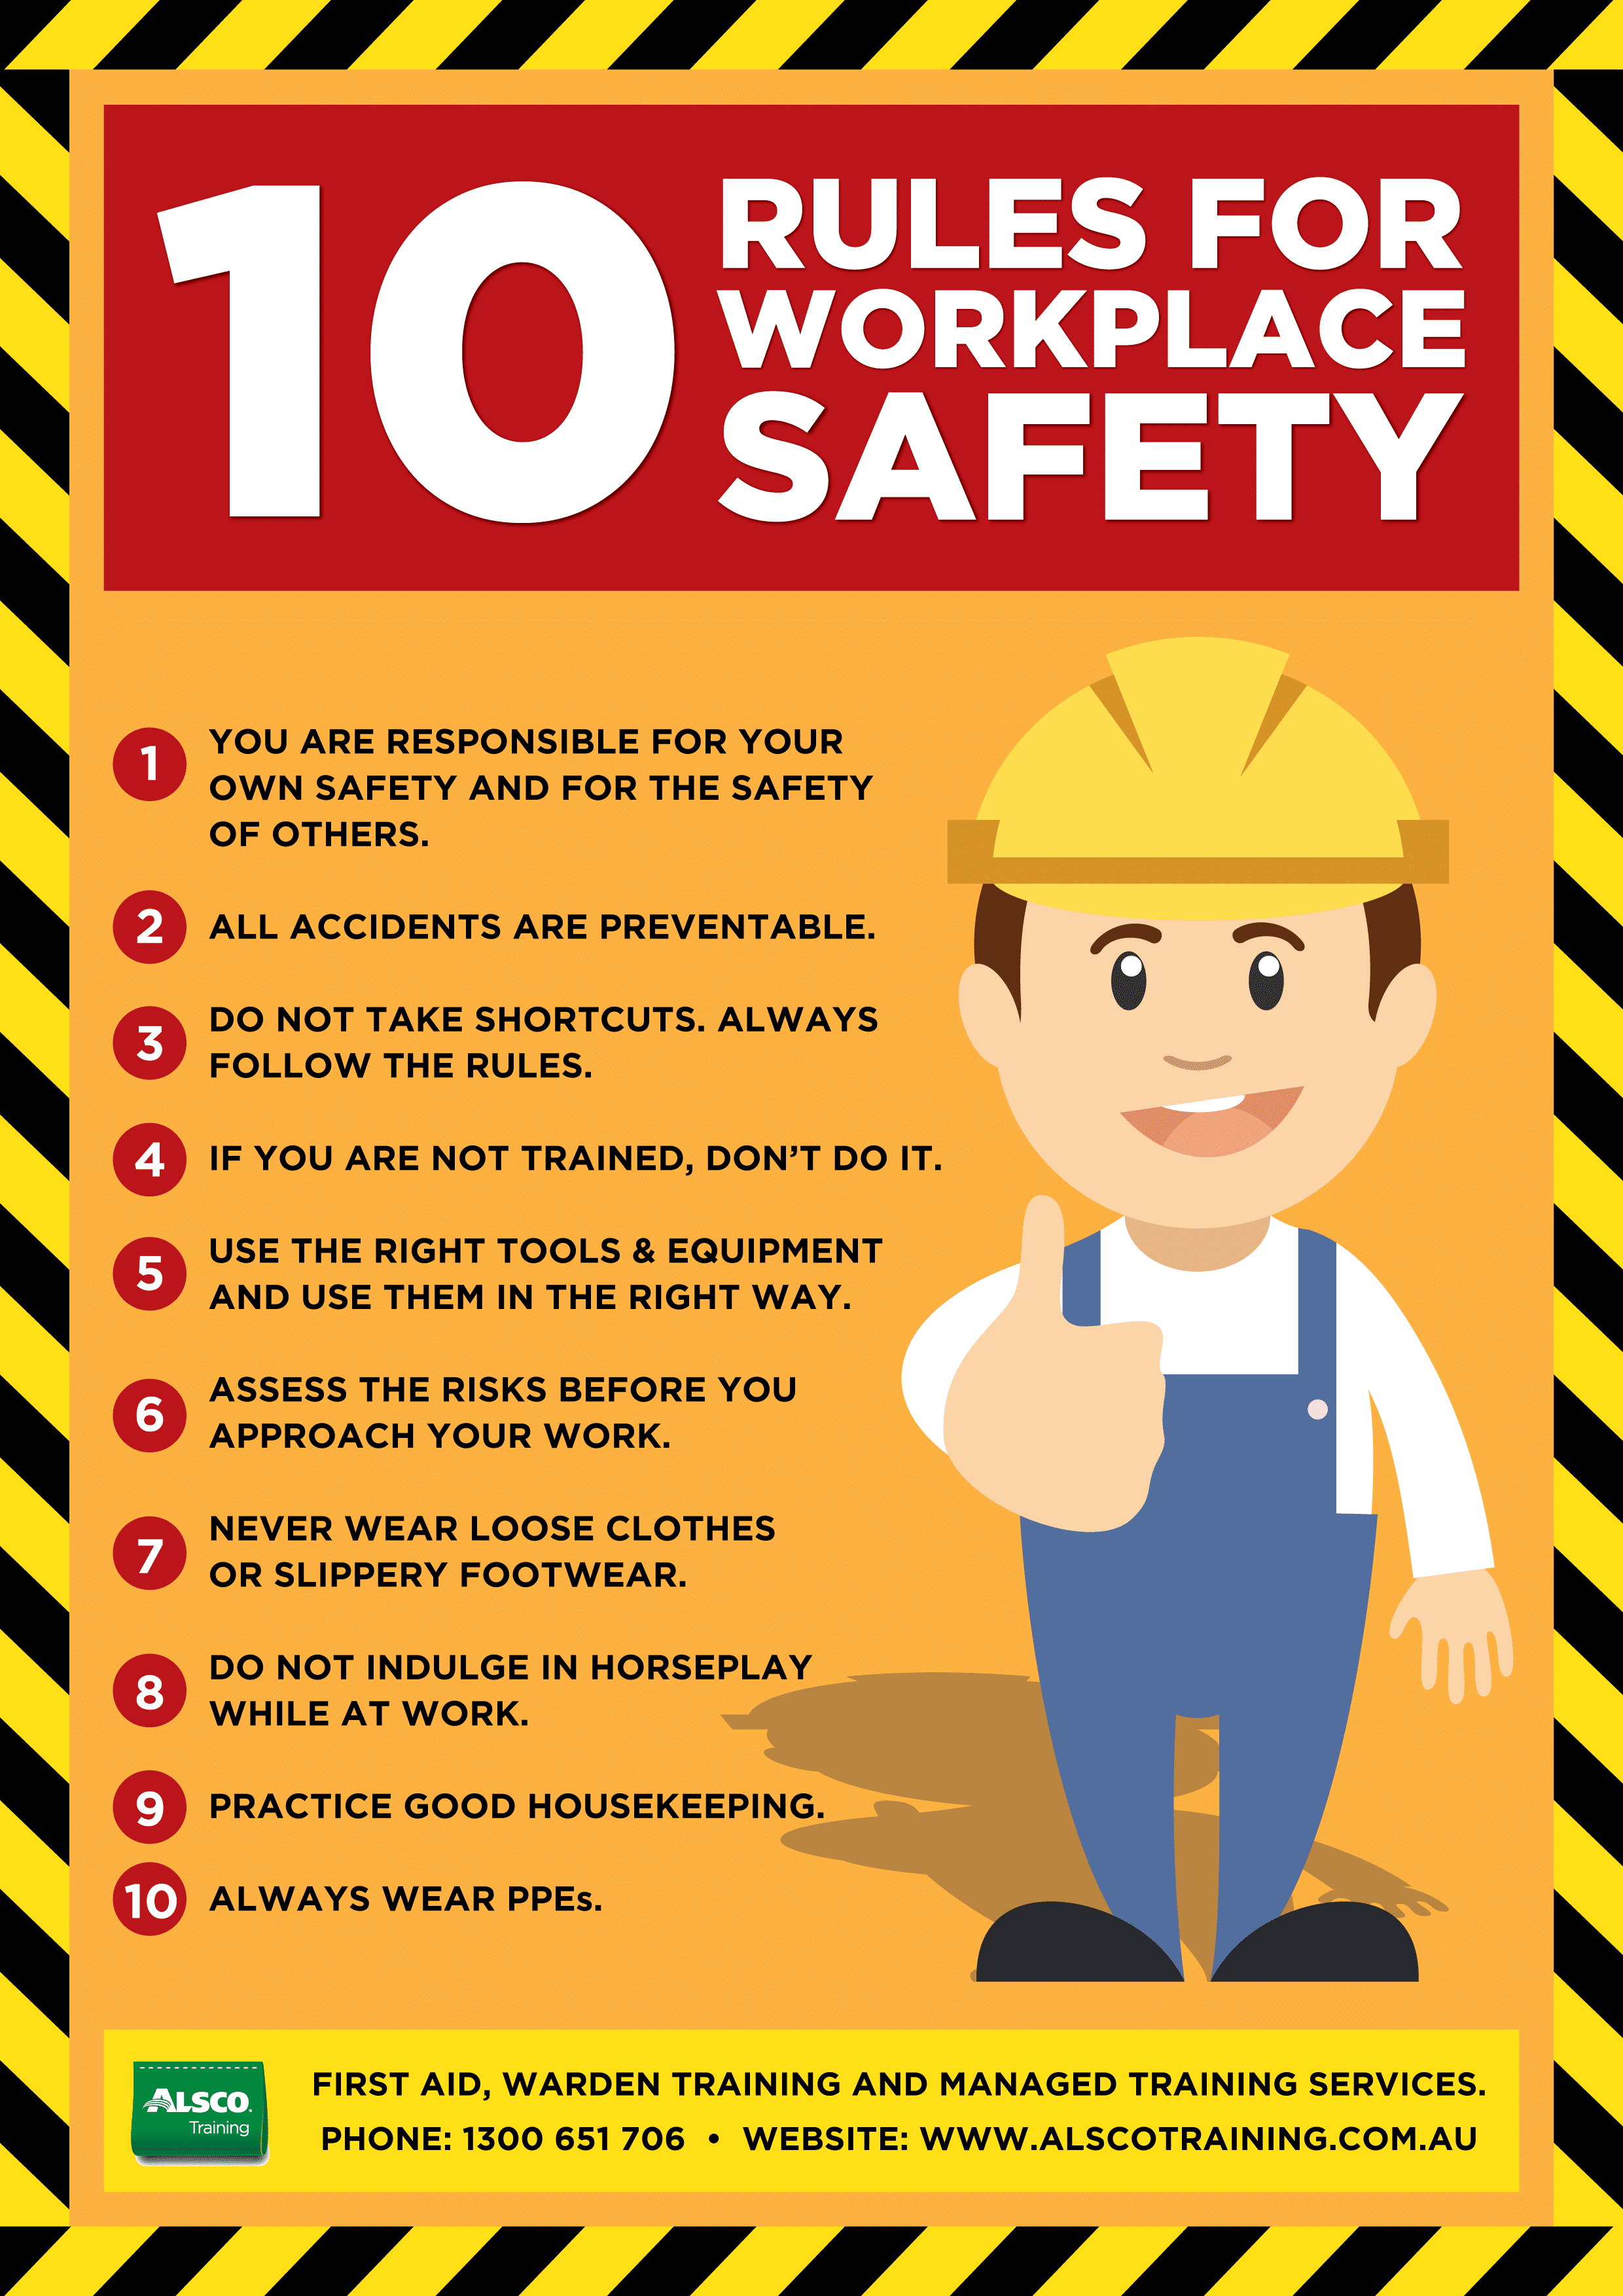 10
RULES FOR
WORKPLACE
SAFETY
1
YOU ARE RESPONSIBLE FOR YOUR
OWN SAFETY AND FOR THE SAFETY
OF OTHERS.
2
ALL ACCIDENTS ARE PREVENTABLE.
3
DO NOT TAKE SHORTCUTS. ALWAYS
FOLLOW THE RULES.
4
IF YOU ARE NOT TRAINED, DON’T DO IT.
5
USE THE RIGHT TOOLS & EQUIPMENT
AND USE THEM IN THE RIGHT WAY.
6
ASSESS THE RISKS BEFORE YOU
APPROACH YOUR WORK.
7
NEVER WEAR LOOSE CLOTHES
OR SLIPPERY FOOTWEAR.
8
DO NOT INDULGE IN HORSEPLAY
WHILE AT WORK.
9
PRACTICE GOOD HOUSEKEEPING.
10
ALWAYS WEAR PPEs.
ALSCO.
Training
FIRST AID, WARDEN TRAINING AND MANAGED TRAINING SERVICES.
PHONE: 1300 651 706 • WEBSITE: WWW.ALSCOTRAINING.COM.AU